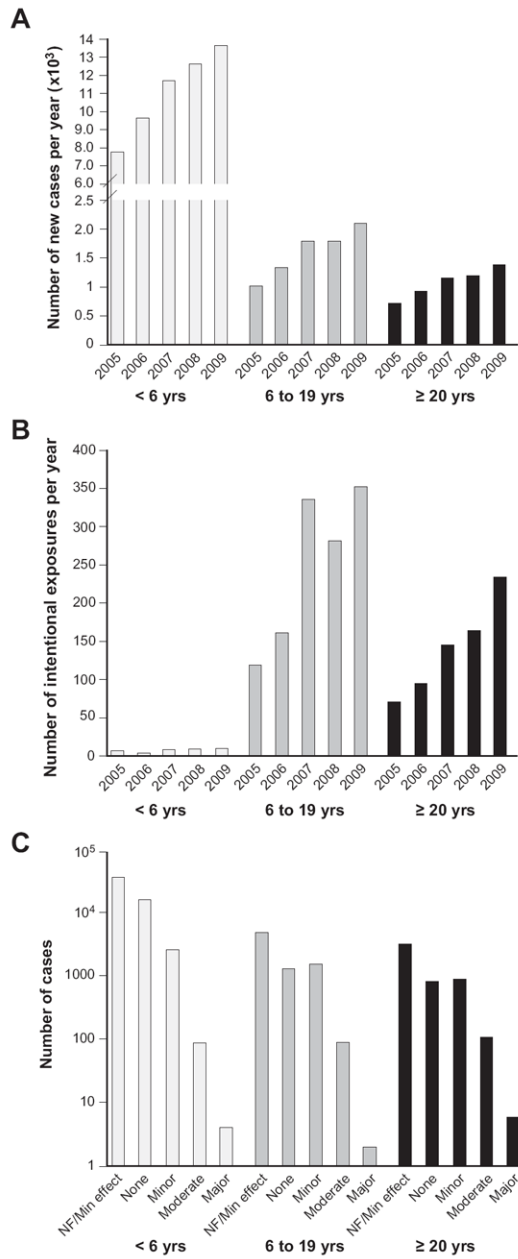 A
Number of new cases per year (x10³)
14
13
12
11
10
9.0
8.0
7.0
6.0
2.5
2.0
1.5
1
0.5
0
2005 2006 2007 2008 2009 2005 2006 2007 2008 2009 2005 2006 2007 2008 2009
< 6 yrs 6 to 19 yrs ≥ 20 yrs
B
Number of intentional exposures per year
400
350
300
250
200
150
100
50
0
2005 2006 2007 2008 2009 2005 2006 2007 2008 2009 2005 2006 2007 2008 2009
< 6 yrs 6 to 19 yrs ≥ 20 yrs
C
Number of cases
10⁵
10⁴
1000
100
10
1
NF/Min effect None Minor Moderate Major NF/Min effect None Minor Moderate Major NF/Min effect None Minor Moderate Major
< 6 yrs 6 to 19 yrs ≥ 20 yrs